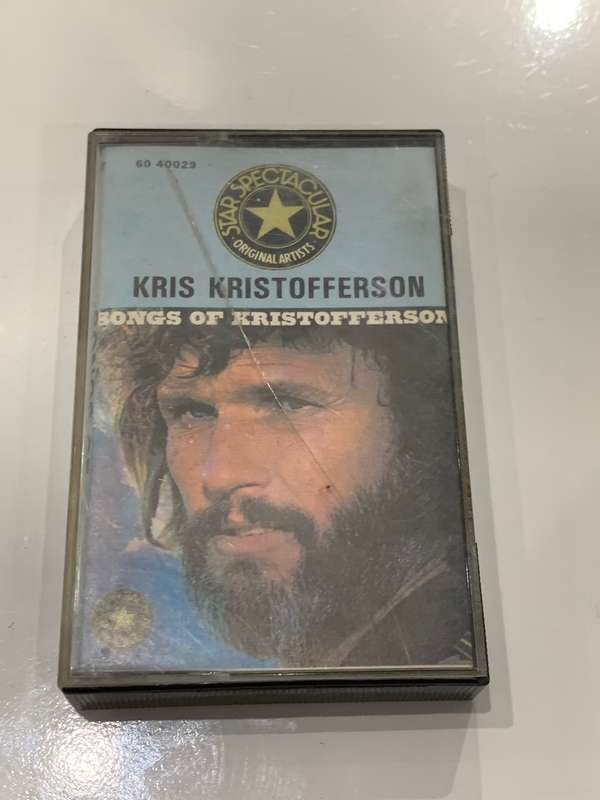 60 40029
STAR SPECTACULAR
· ORIGINAL ARTISTS ·
KRIS KRISTOFFERSON
SONGS OF KRISTOFFERSON